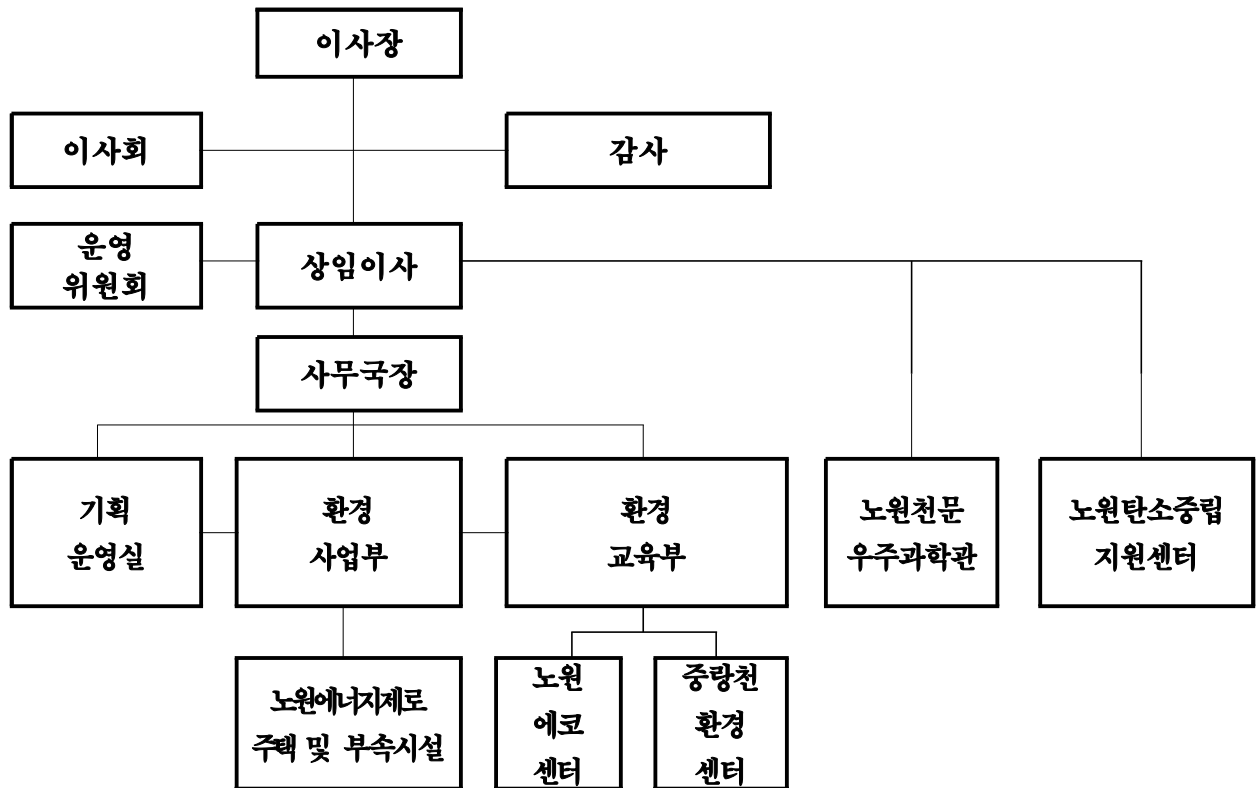 이사장
이사회
감사
운영
위원회
상임이사
사무국장
기획
운영실
환경
사업부
환경
교육부
노원천문
우주과학관
노원탄소중립
지원센터
노원에너지제로
주택 및 부속시설
노원
에코
센터
중랑천
환경
센터